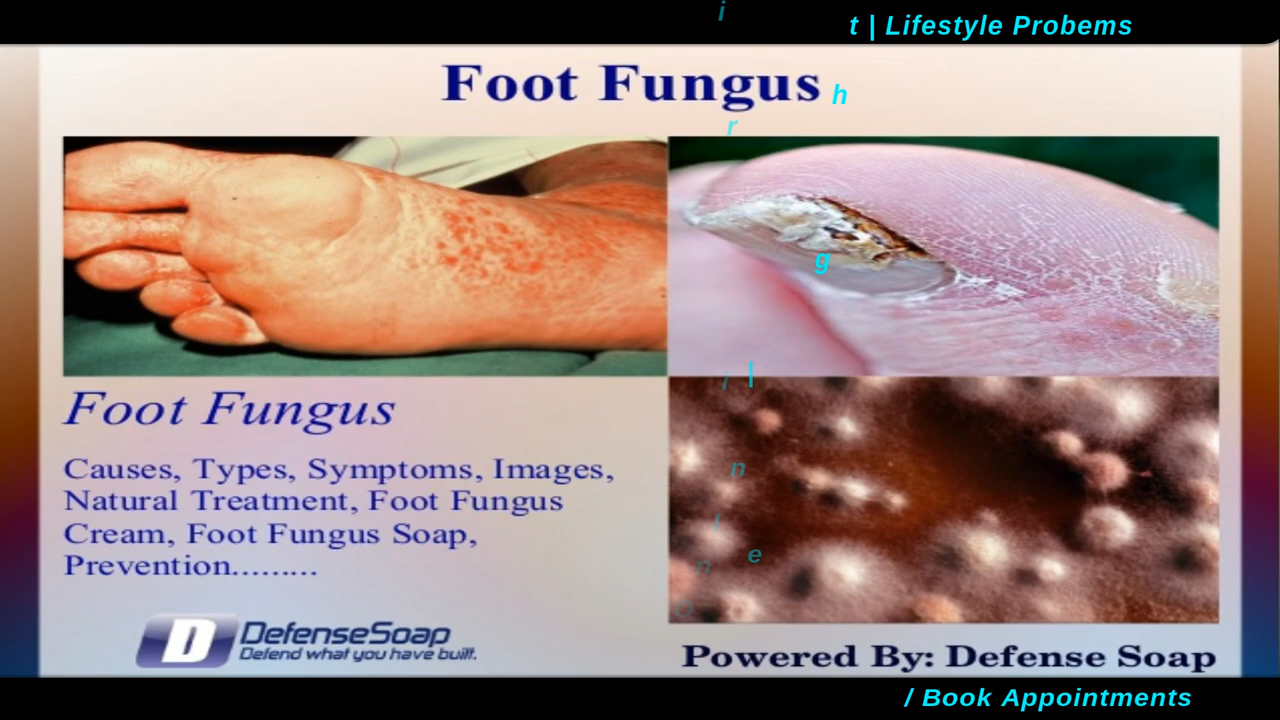 t | Lifestyle Probems
Foot Fungus
Foot Fungus
Causes, Types, Symptoms, Images,
Natural Treatment, Foot Fungus
Cream, Foot Fungus Soap,
Prevention.........
D DefenseSoap
Defend what you have built.
Powered By: Defense Soap
/ Book Appointments